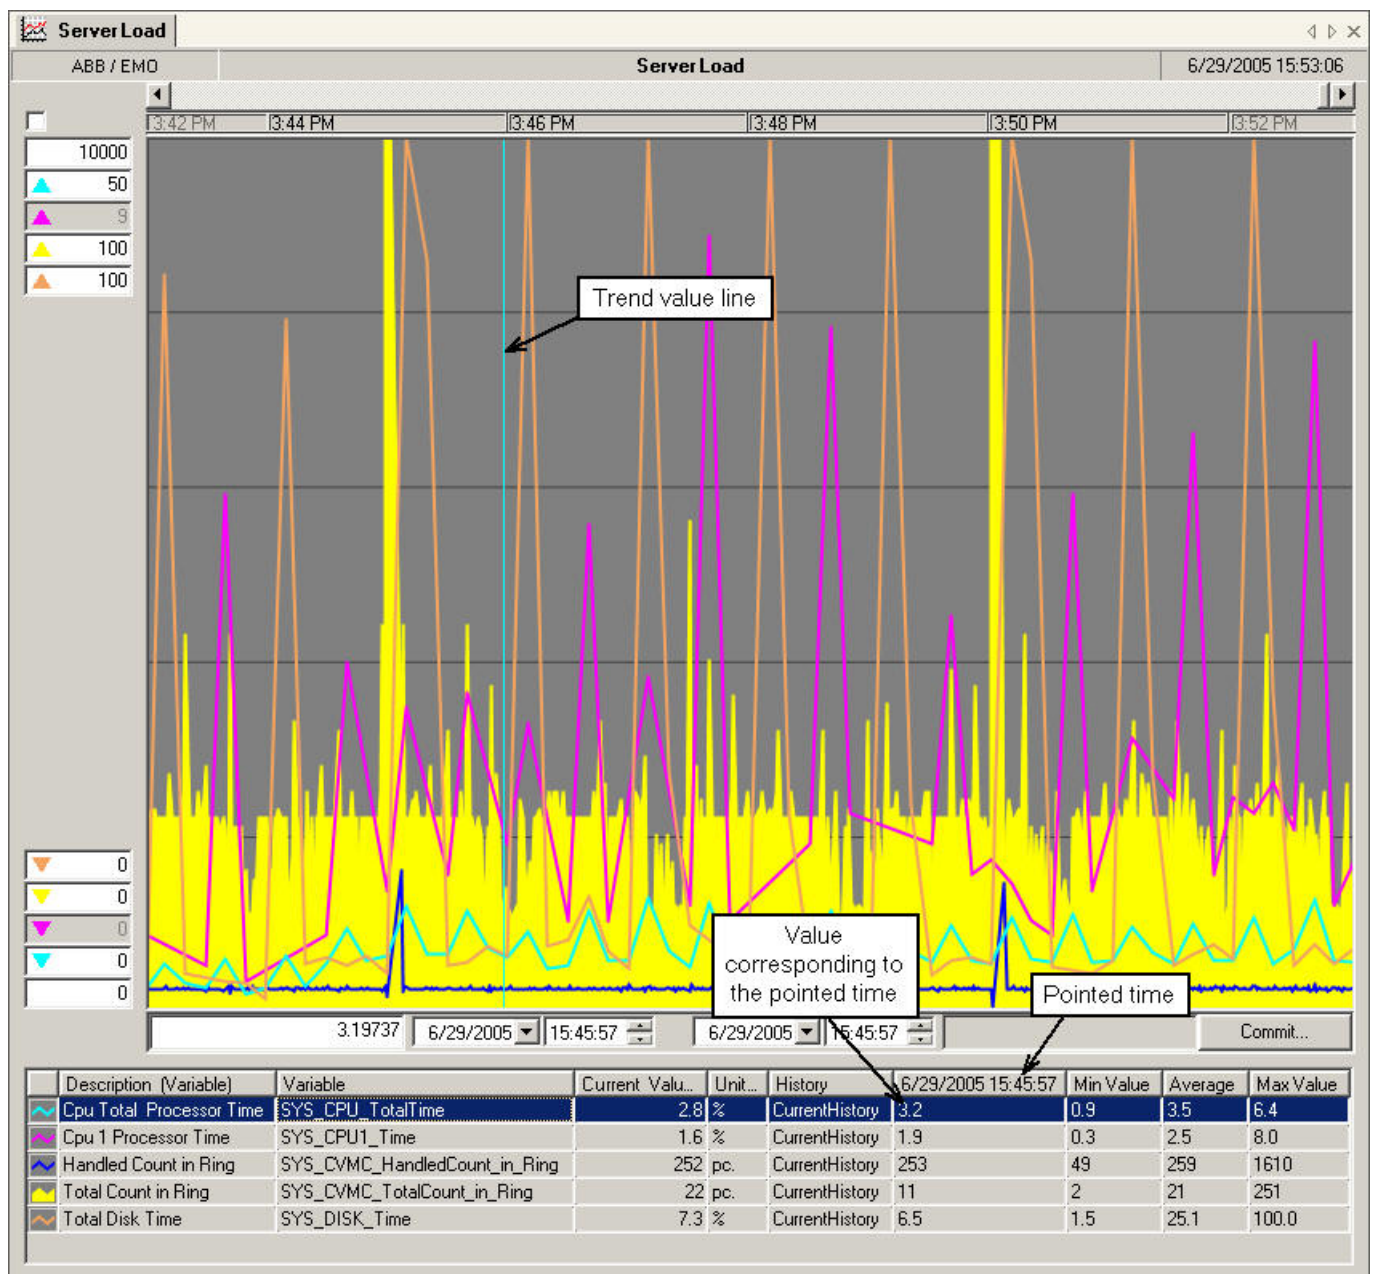 ServerLoad
ABB / EMO ServerLoad 6/29/2005 15:53:06
3:42 PM 3:44 PM 3:46 PM 3:48 PM 3:50 PM 3:52 PM
10000
50
9
100
100
Trend value line
0
0
0
0
0
Value
corresponding to
the pointed time
Pointed time
3.19737 6/29/2005 15:45:57 6/29/2005 15:45:57 Commit...
Description (Variable) Variable Current Valu... Unit... History 6/29/2005 15:45:57 Min Value Average Max Value
Cpu Total Processor Time SYS_CPU_TotalTime 2.8 % CurrentHistory 3.2 0.9 3.5 6.4
Cpu 1 Processor Time SYS_CPU1_Time 1.6 % CurrentHistory 1.9 0.3 2.5 8.0
Handled Count in Ring SYS_CVMC_HandledCount_in_Ring 252 pc. CurrentHistory 253 49 259 1610
Total Count in Ring SYS_CVMC_TotalCount_in_Ring 22 pc. CurrentHistory 11 2 21 251
Total Disk Time SYS_DISK_Time 7.3 % CurrentHistory 6.5 1.5 25.1 100.0